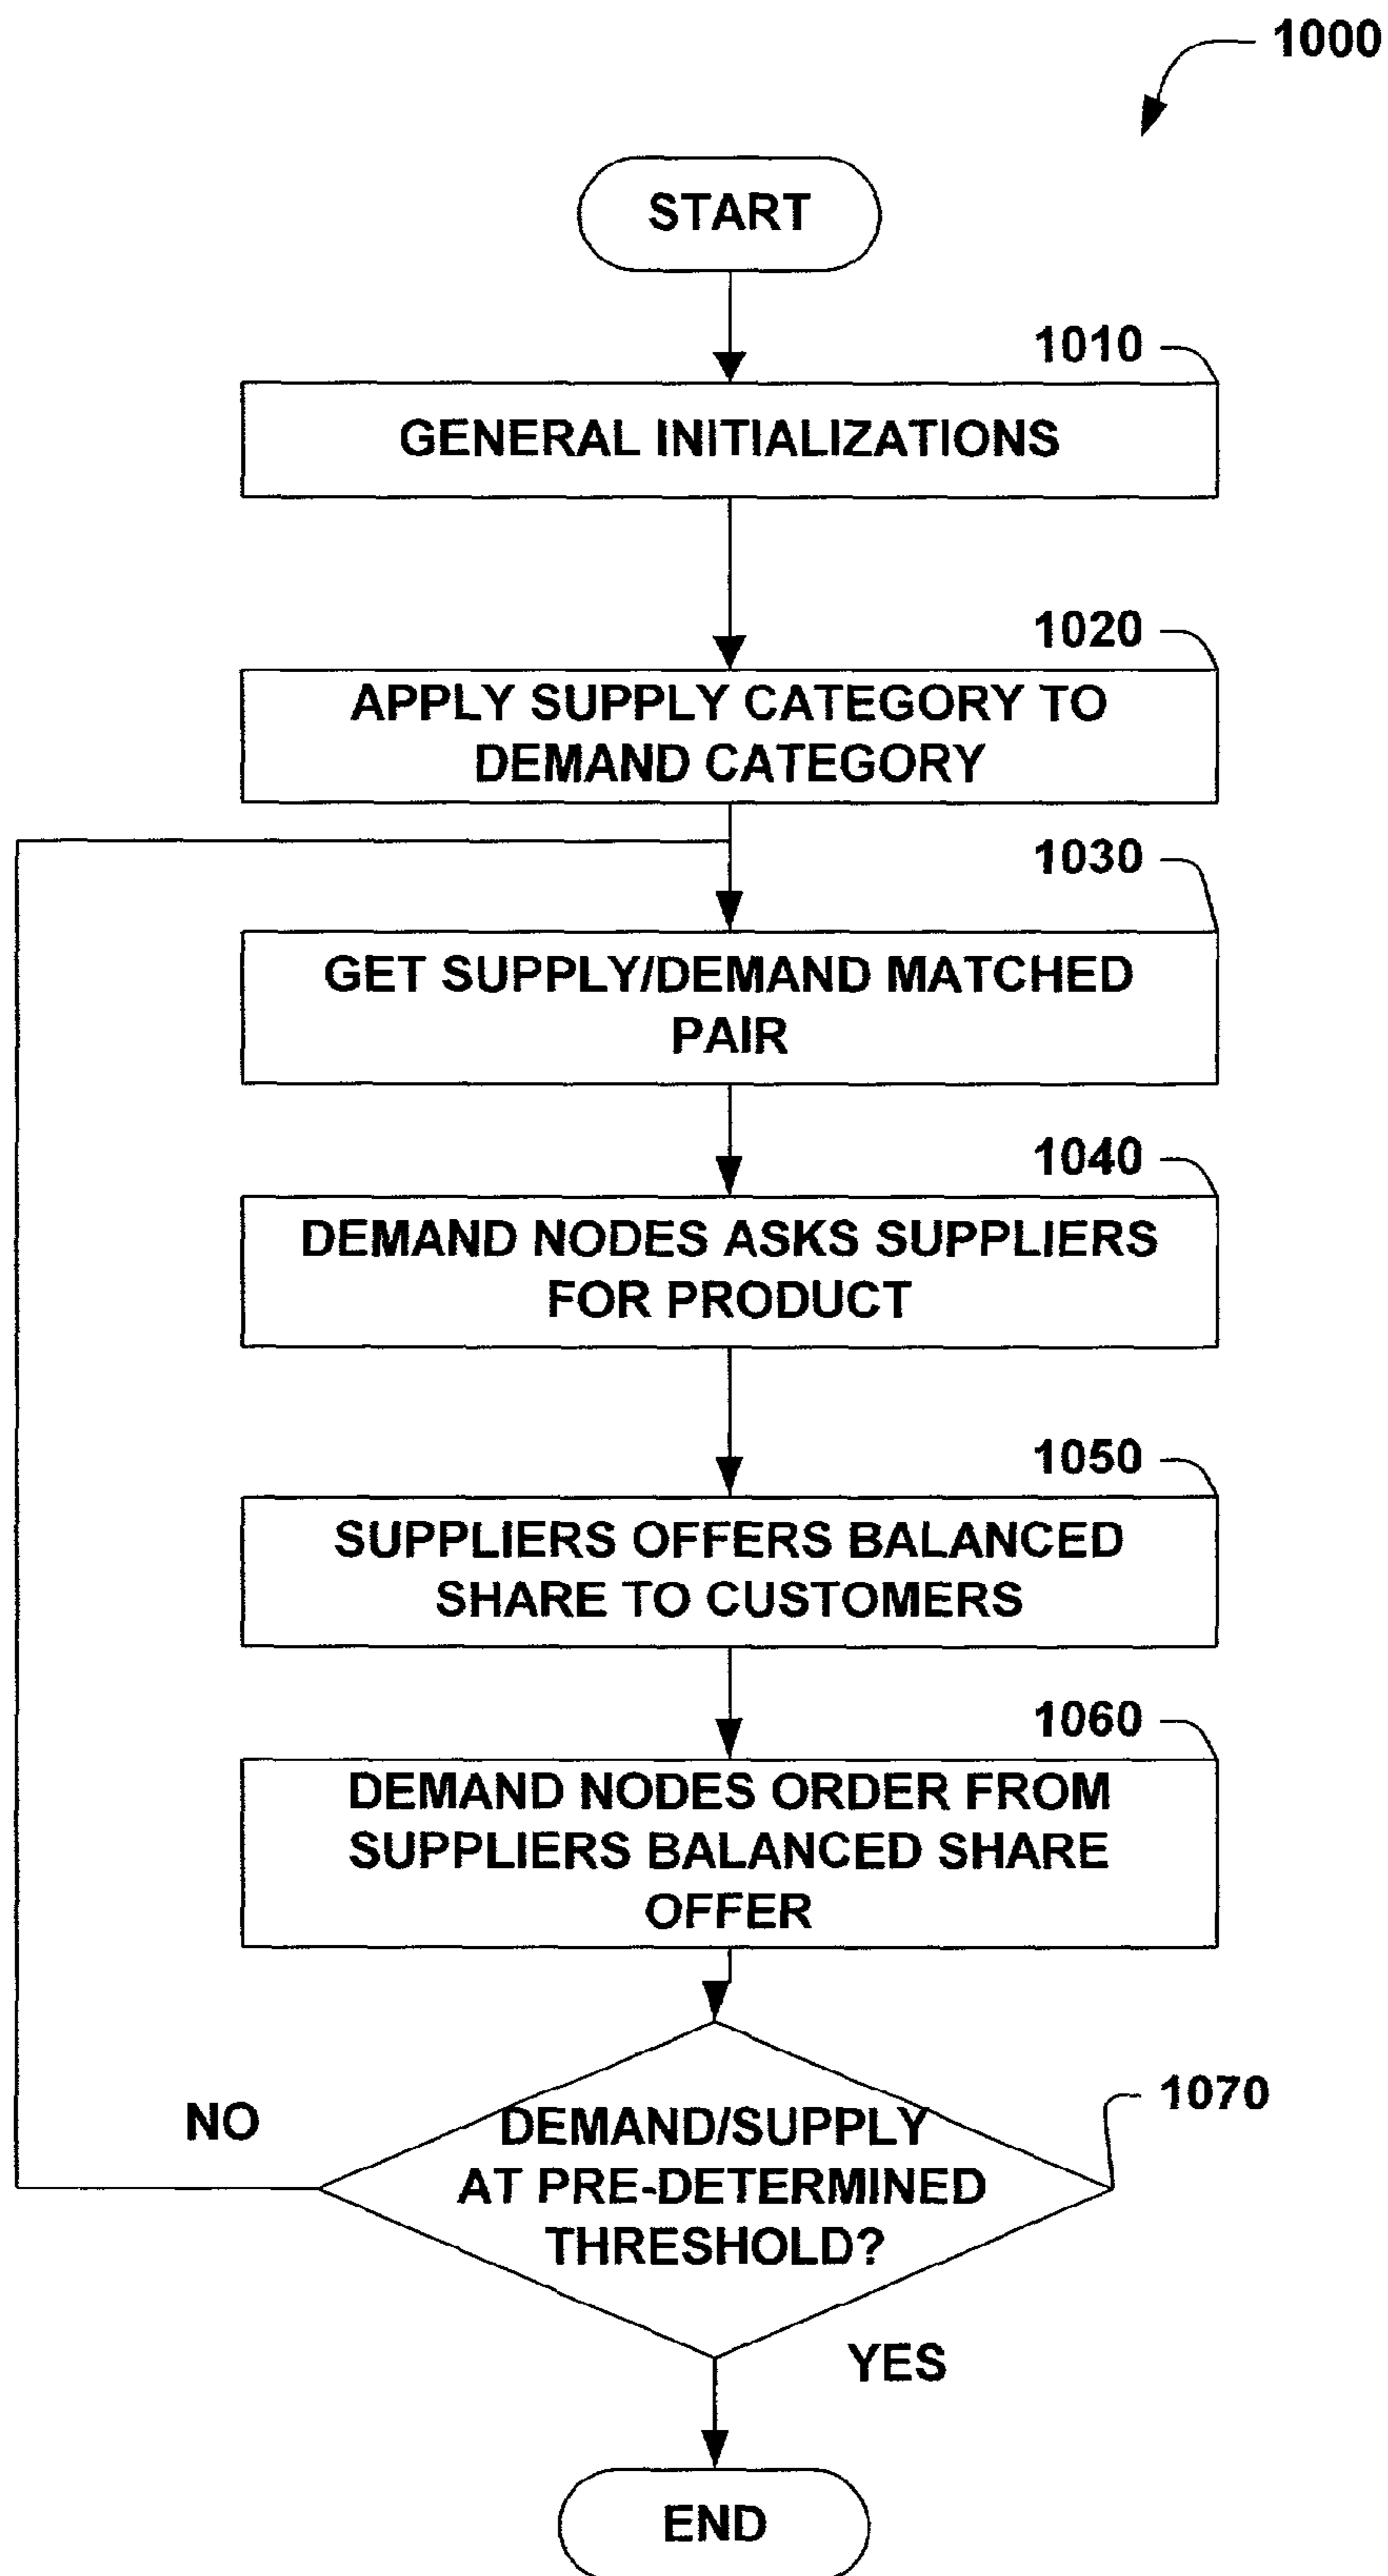 1000
START
1010
GENERAL INITIALIZATIONS
1020
APPLY SUPPLY CATEGORY TO
DEMAND CATEGORY
1030
GET SUPPLY/DEMAND MATCHED
PAIR
1040
DEMAND NODES ASKS SUPPLIERS
FOR PRODUCT
1050
SUPPLIERS OFFERS BALANCED
SHARE TO CUSTOMERS
1060
DEMAND NODES ORDER FROM
SUPPLIERS BALANCED SHARE
OFFER
1070
NO
DEMAND/SUPPLY
AT PRE-DETERMINED
THRESHOLD?
YES
END